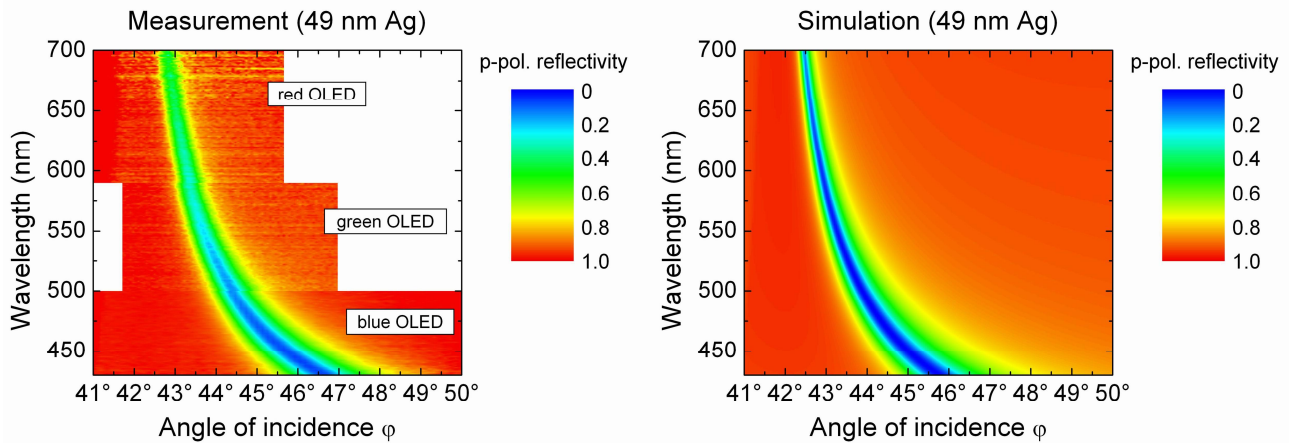 Measurement (49 nm Ag)
Wavelength (nm)
700
650
600
550
500
450
red OLED
green OLED
blue OLED
41° 42° 43° 44° 45° 46° 47° 48° 49° 50°
Angle of incidence φ
p-pol. reflectivity
0
0.2
0.4
0.6
0.8
1.0
Simulation (49 nm Ag)
Wavelength (nm)
700
650
600
550
500
450
41° 42° 43° 44° 45° 46° 47° 48° 49° 50°
Angle of incidence φ
p-pol. reflectivity
0
0.2
0.4
0.6
0.8
1.0